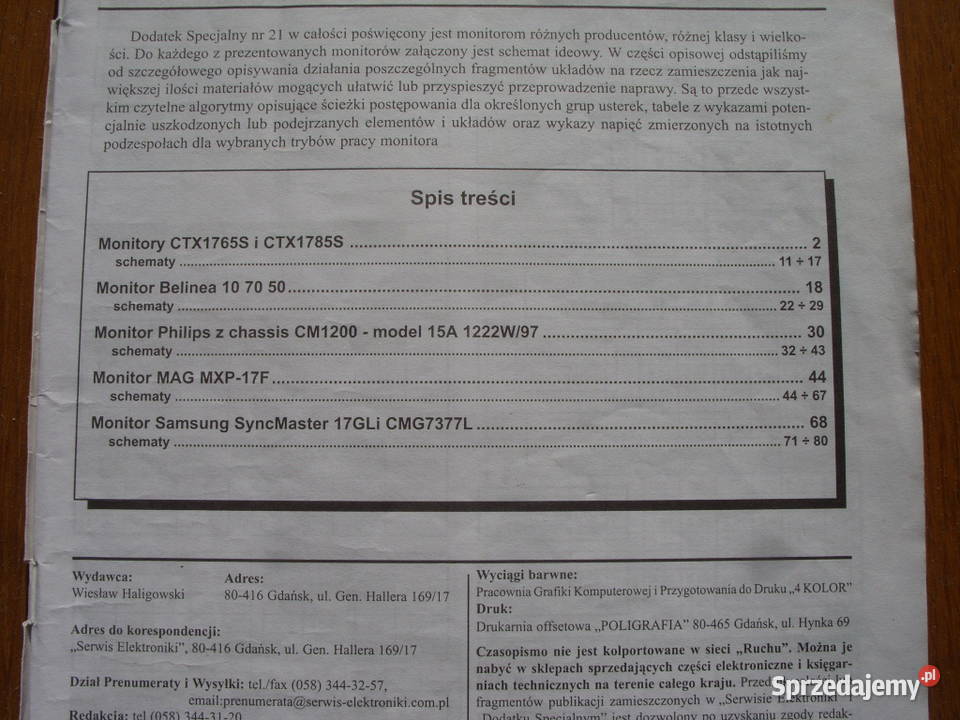 Dodatek Specjalny nr 21 w całości poświęcony jest monitorom różnych producentów, różnej klasy i wielko-
ści. Do każdego z prezentowanych monitorów załączony jest schemat ideowy. W części opisowej odstąpiliśmy
od szczegółowego opisywania działania poszczególnych fragmentów układów na rzecz zamieszczenia jak naj-
większej ilości materiałów mogących ułatwić lub przyspieszyć przeprowadzenie naprawy. Są to przede wszyst-
kim czytelne algorytmy opisujące ścieżki postępowania dla określonych grup usterek, tabele z wykazami poten-
cjalnie uszkodzonych lub podejrzanych elementów i układów oraz wykazy napięć zmierzonych na istotnych
podzespołach dla wybranych trybów pracy monitora
Spis treści
Monitory CTX1765S i CTX1785S ... 2
schematy ... 11 ÷ 17
Monitor Belinea 10 70 50 ... 18
schematy ... 22 ÷ 29
Monitor Philips z chassis CM1200 - model 15A 1222W/97 ... 30
schematy ... 32 ÷ 43
Monitor MAG MXP-17F ... 44
schematy ... 44 ÷ 67
Monitor Samsung SyncMaster 17GLi CMG7377L ... 68
schematy ... 71 ÷ 80
Wydawca:
Wiesław Haligowski
Adres:
80-416 Gdańsk, ul. Gen. Hallera 169/17
Adres do korespondencji:
„Serwis Elektroniki", 80-416 Gdańsk, ul. Gen. Hallera 169/17
Dział Prenumeraty i Wysyłki: tel./fax (058) 344-32-57,
email:prenumerata@serwis-elektroniki.com.pl
Redakcja: tel (058) 344-31-20
Wyciągi barwne:
Pracownia Grafiki Komputerowej i Przygotowania do Druku „4 KOLOR"
Druk:
Drukarnia offsetowa „POLIGRAFIA" 80-465 Gdańsk, ul. Hynka 69
Czasopismo nie jest kolportowane w sieci „Ruchu". Można je
nabyć w sklepach sprzedających części elektroniczne i księgar-
niach technicznych na terenie całego kraju.
fragmentów publikacji zamieszczonych w „Serwisie Elektroniki"
„Dodatku Specjalnym" jest dozwolony po uzyskaniu zgody redak-
Sprzedajemy.pl